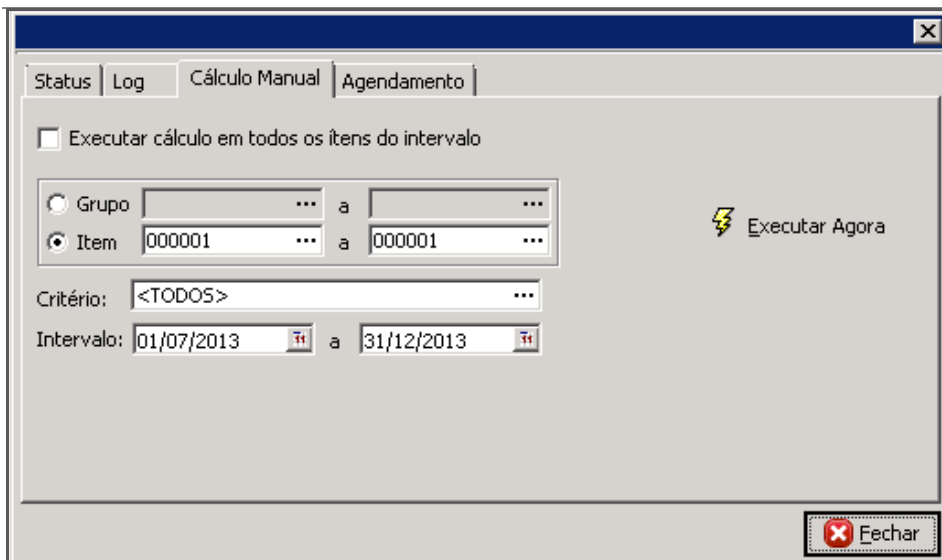 Status Log Cálculo Manual Agendamento
Executar cálculo em todos os ítens do intervalo
Grupo ... a ...
Item 000001 ... a 000001 ...
Executar Agora
Critério: <TODOS> ...
Intervalo: 01/07/2013 a 31/12/2013
Fechar